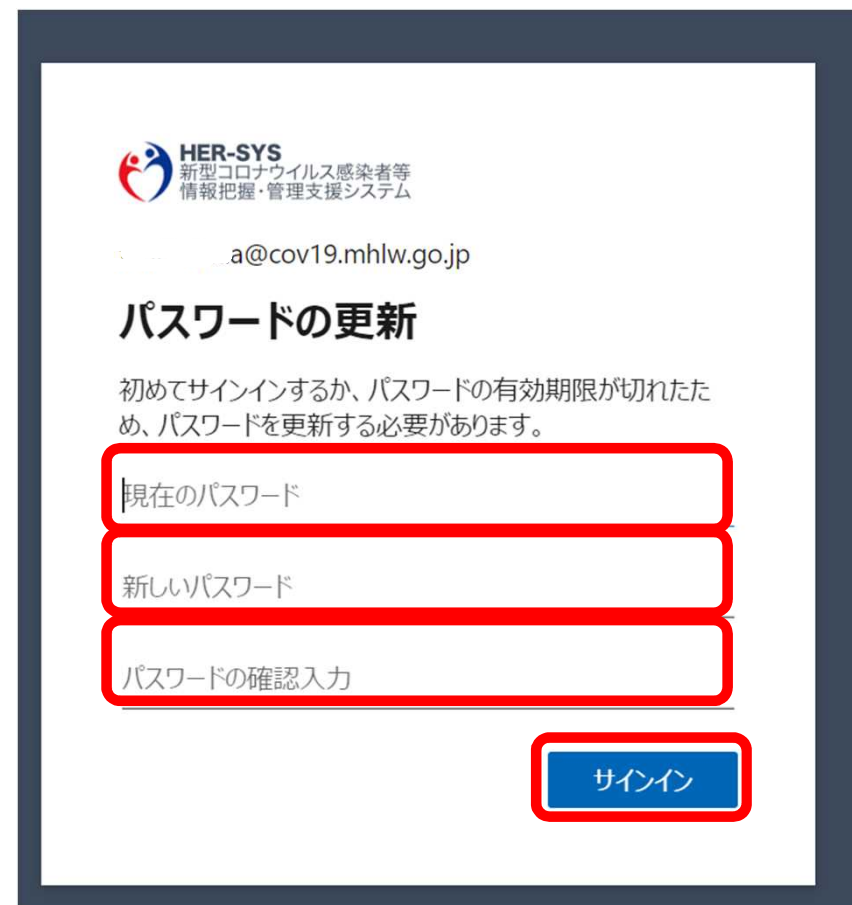 HER-SYS
新型コロナウイルス感染者等
情報把握・管理支援システム
a@cov19.mhlw.go.jp
パスワードの更新
初めてサインインするか、パスワードの有効期限が切れたた
め、パスワードを更新する必要があります。
現在のパスワード
新しいパスワード
パスワードの確認入力
サインイン